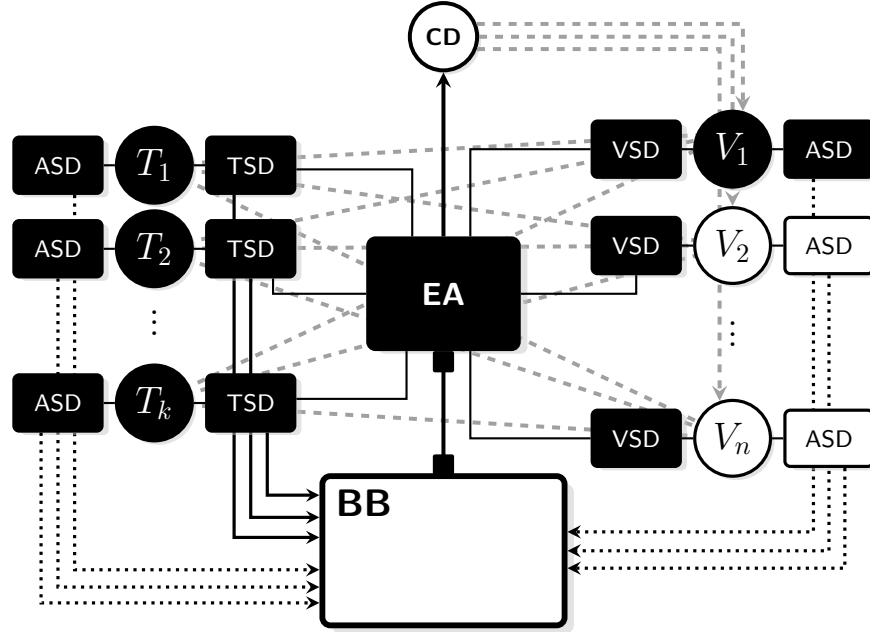 CD
ASD T₁ TSD VSD V₁ ASD
ASD T₂ TSD EA VSD V₂ ASD
⋮ ⋮
ASD Tₖ TSD VSD Vₙ ASD
BB